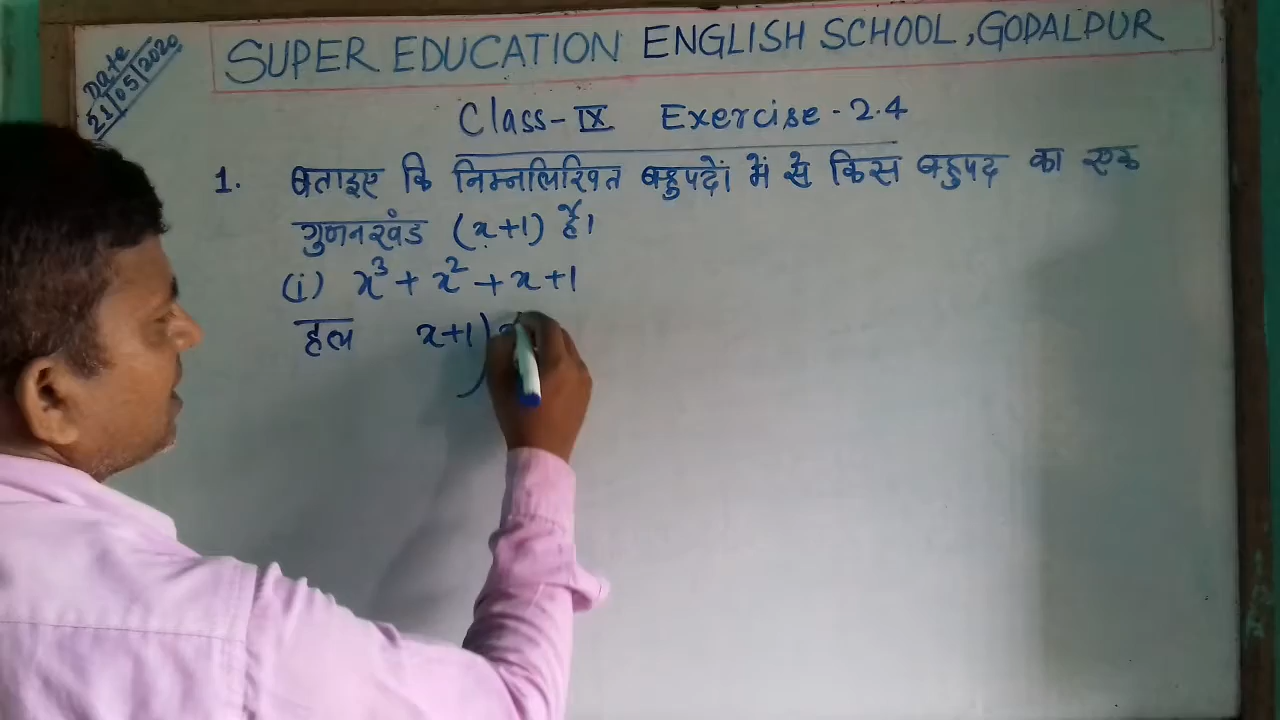 Date
21/05/2020
SUPER EDUCATION ENGLISH SCHOOL, GOPALPUR
Class-IX Exercise-2.4
1. बताइए कि निम्नलिखित बहुपदों में से किस बहुपद का एक
गुणनखंड (x+1) है।
(i) x³ + x² + x + 1
हल x+1)